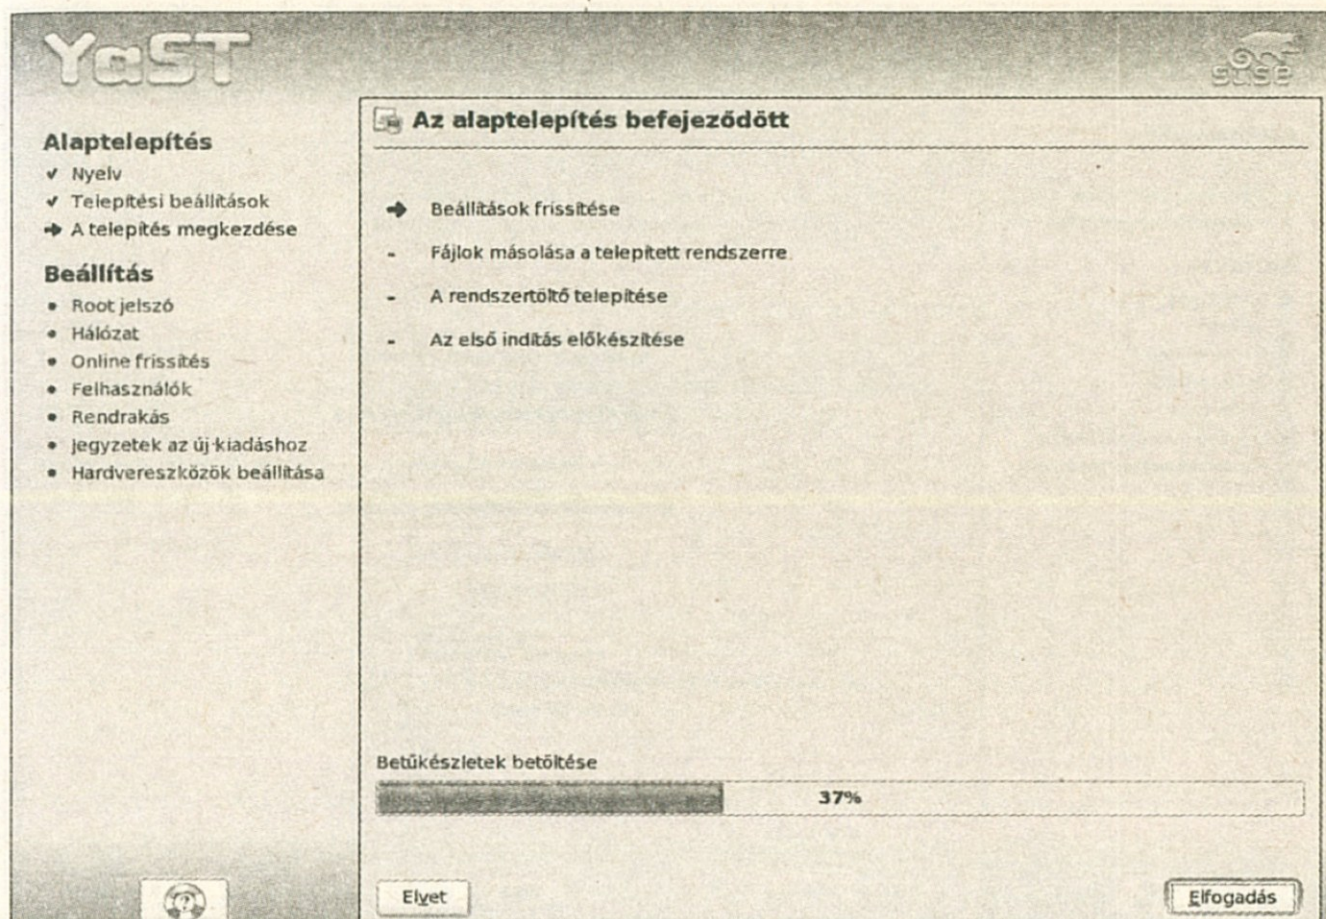 YaST
SuSE
Alaptelepítés
Nyelv
Telepítési beállítások
A telepítés megkezdése
Beállítás
Root jelszó
Hálózat
Online frissítés
Felhasználók
Rendrakás
Jegyzetek az új kiadáshoz
Hardvereszközök beállítása
Az alaptelepítés befejeződött
Beállítások frissítése
- Fájlok másolása a telepített rendszerre
- A rendszertöltő telepítése
- Az első indítás előkészítése
Betűkészletek betöltése
37%
?
Elvet
Elfogadás